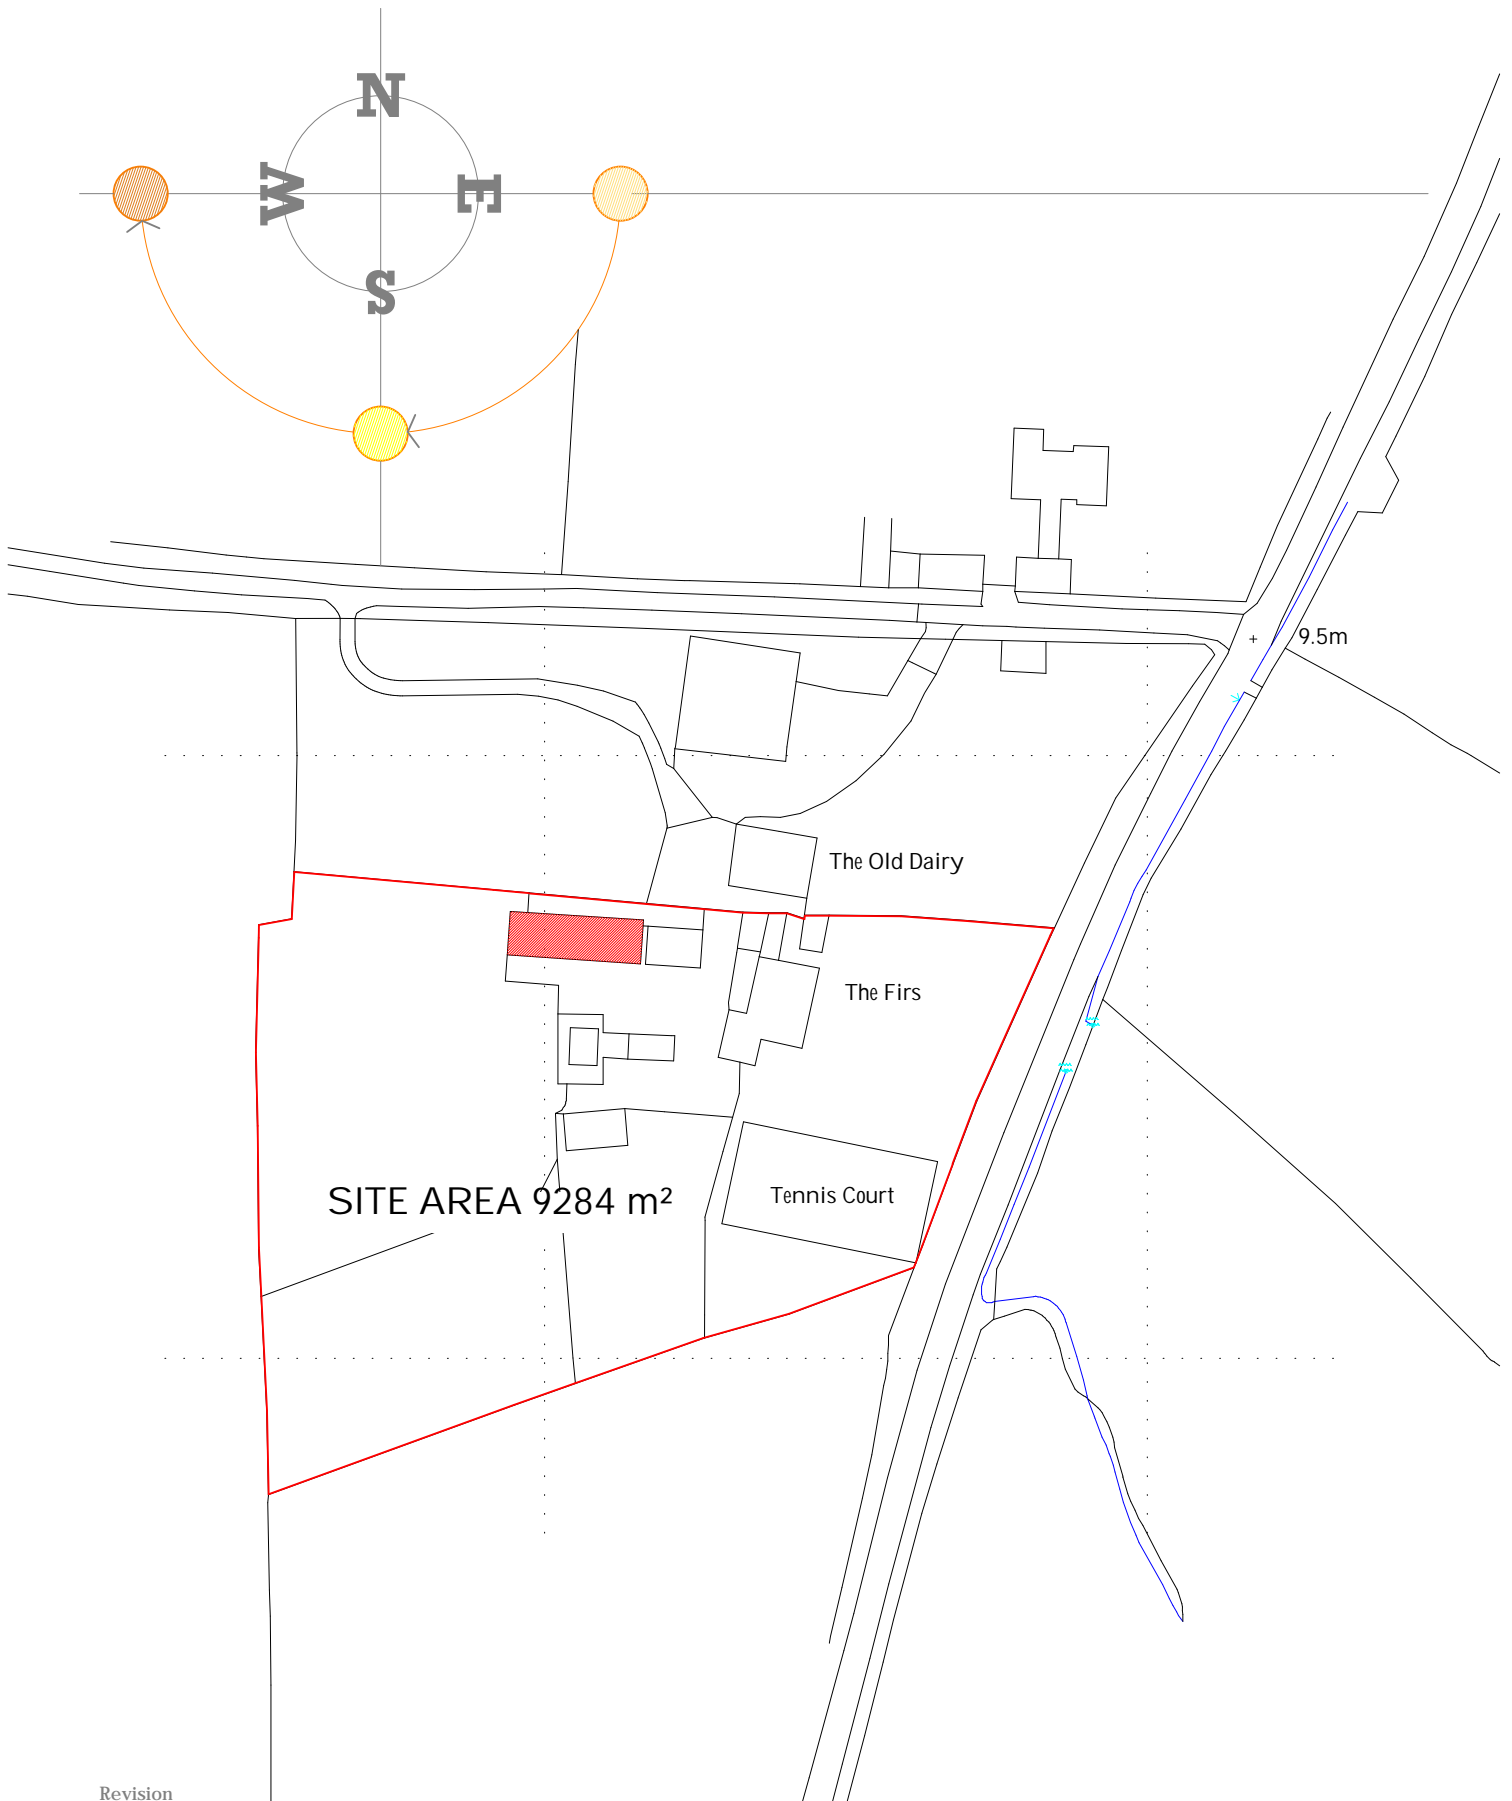 N
W
E
S
9.5m
The Old Dairy
The Firs
SITE AREA 9284 m²
Tennis Court
Revision